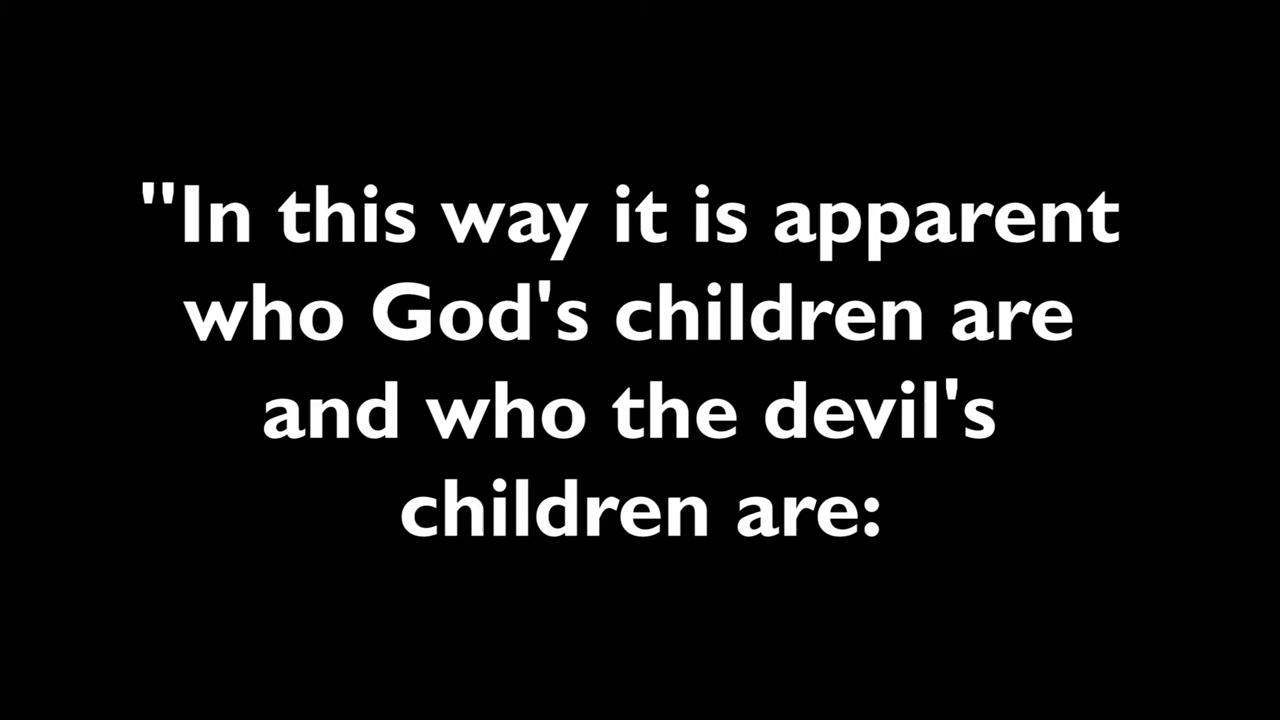 "In this way it is apparent
who God's children are
and who the devil's
children are: